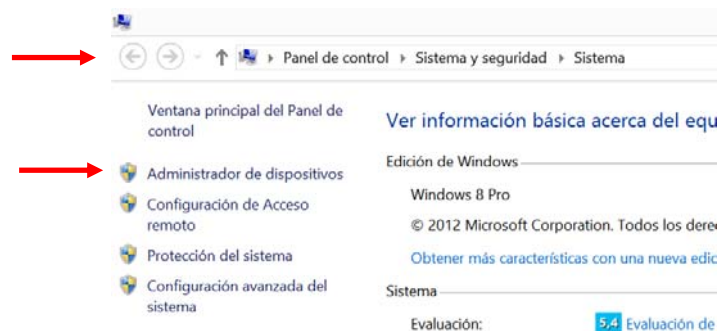 Panel de control Sistema y seguridad Sistema
Ventana principal del Panel de
control
Administrador de dispositivos
Configuración de Acceso
remoto
Protección del sistema
Configuración avanzada del
sistema
Ver información básica acerca del equ
Edición de Windows
Windows 8 Pro
© 2012 Microsoft Corporation. Todos los dere
Obtener más características con una nueva edic
Sistema
Evaluación:
5,4 Evaluación de